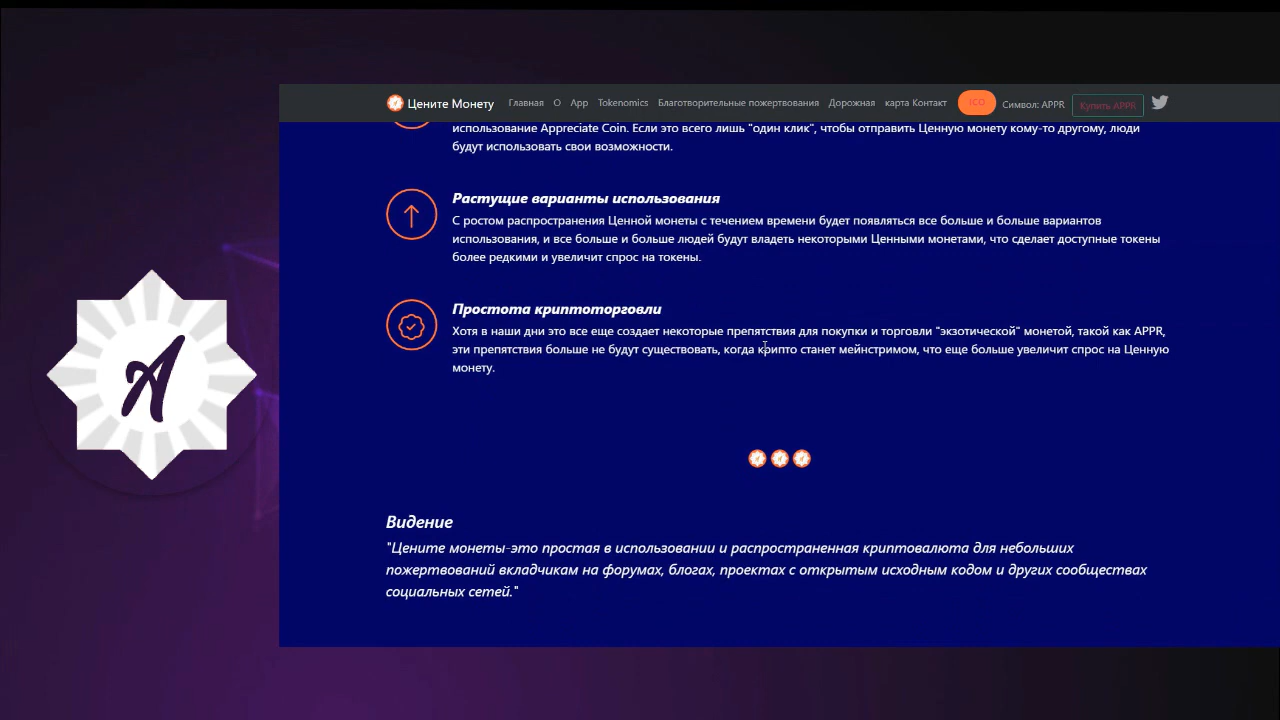 Цените Монету Главная О App Tokenomics Благотворительные пожертвования Дорожная карта Контакт ICO Символ: APPR Купить APPR
использование Appreciate Coin. Если это всего лишь "один клик", чтобы отправить Ценную монету кому-то другому, люди
будут использовать свои возможности.
Растущие варианты использования
С ростом распространения Ценной монеты с течением времени будет появляться все больше и больше вариантов
использования, и все больше и больше людей будут владеть некоторыми Ценными монетами, что сделает доступные токены
более редкими и увеличит спрос на токены.
Простота криптоторговли
Хотя в наши дни это все еще создает некоторые препятствия для покупки и торговли "экзотической" монетой, такой как APPR,
эти препятствия больше не будут существовать, когда крипто станет мейнстримом, что еще больше увеличит спрос на Ценную
монету.
A
Видение
"Цените монеты-это простая в использовании и распространенная криптовалюта для небольших
пожертвований вкладчикам на форумах, блогах, проектах с открытым исходным кодом и других сообществах
социальных сетей."